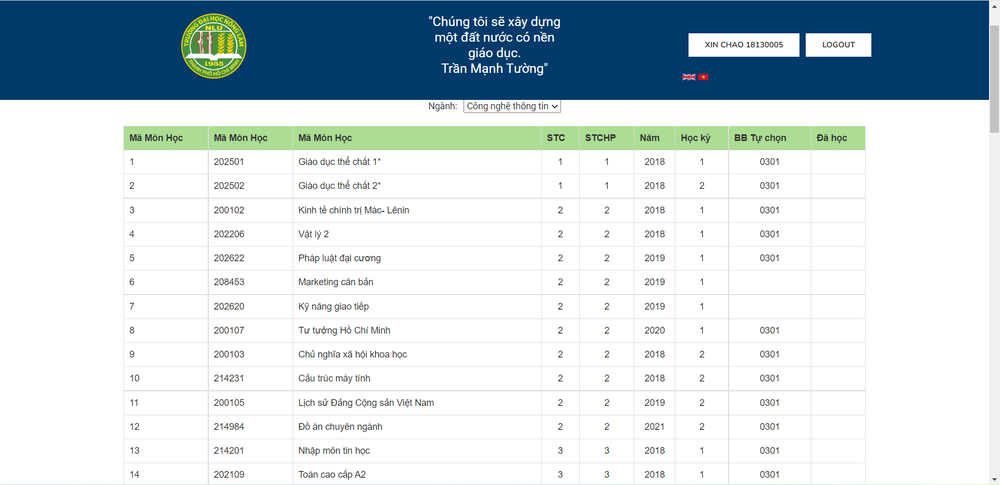 TRƯỜNG ĐẠI HỌC NÔNG LÂM
NLU
1955
THÀNH PHỐ HỒ CHÍ MINH
"Chúng tôi sẽ xây dựng
một đất nước có nền
giáo dục.
Trần Mạnh Tường"
XIN CHAO 18130005
LOGOUT
Ngành: Công nghệ thông tin
Mã Môn Học Mã Môn Học Mã Môn Học STC STCHP Năm Học kỳ BB Tự chọn Đã học
1 202501 Giáo dục thể chất 1* 1 1 2018 1 0301
2 202502 Giáo dục thể chất 2* 1 1 2018 2 0301
3 200102 Kinh tế chính trị Mác- Lênin 2 2 2018 1 0301
4 202206 Vật lý 2 2 2 2018 1 0301
5 202622 Pháp luật đại cương 2 2 2019 1 0301
6 208453 Marketing căn bản 2 2 2019 1
7 202620 Kỹ năng giao tiếp 2 2 2019 1
8 200107 Tư tưởng Hồ Chí Minh 2 2 2020 1 0301
9 200103 Chủ nghĩa xã hội khoa học 2 2 2018 2 0301
10 214231 Cấu trúc máy tính 2 2 2018 2 0301
11 200105 Lịch sử Đảng Cộng sản Việt Nam 2 2 2019 2 0301
12 214984 Đồ án chuyên ngành 2 2 2021 2 0301
13 214201 Nhập môn tin học 3 3 2018 1 0301
14 202109 Toán cao cấp A2 3 3 2018 1 0301